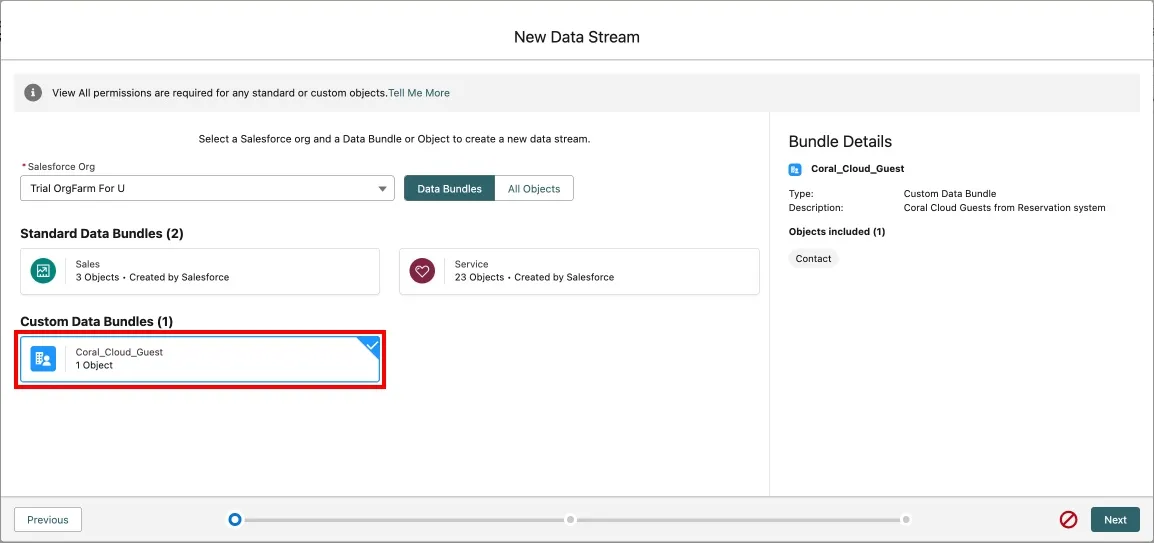 New Data Stream
View All permissions are required for any standard or custom objects.Tell Me More
Select a Salesforce org and a Data Bundle or Object to create a new data stream.
* Salesforce Org
Trial OrgFarm For U
Data Bundles
All Objects
Standard Data Bundles (2)
Sales
3 Objects • Created by Salesforce
Service
23 Objects • Created by Salesforce
Custom Data Bundles (1)
Coral_Cloud_Guest
1 Object
Bundle Details
Coral_Cloud_Guest
Type: Custom Data Bundle
Description: Coral Cloud Guests from Reservation system
Objects included (1)
Contact
Previous
Next